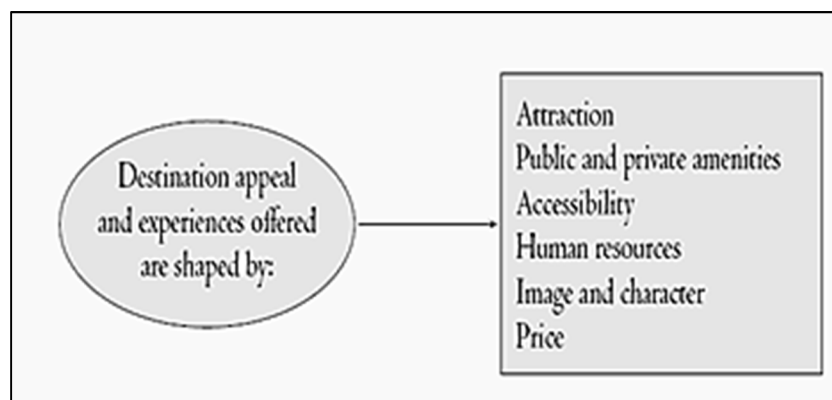 Destination appeal
and experiences offered
are shaped by:
Attraction
Public and private amenities
Accessibility
Human resources
Image and character
Price